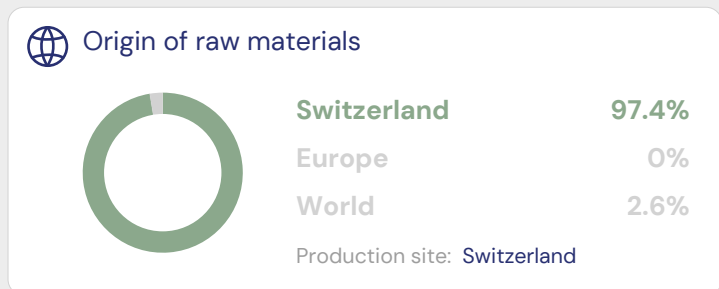 Origin of raw materials
Switzerland 97.4%
Europe 0%
World 2.6%
Production site: Switzerland